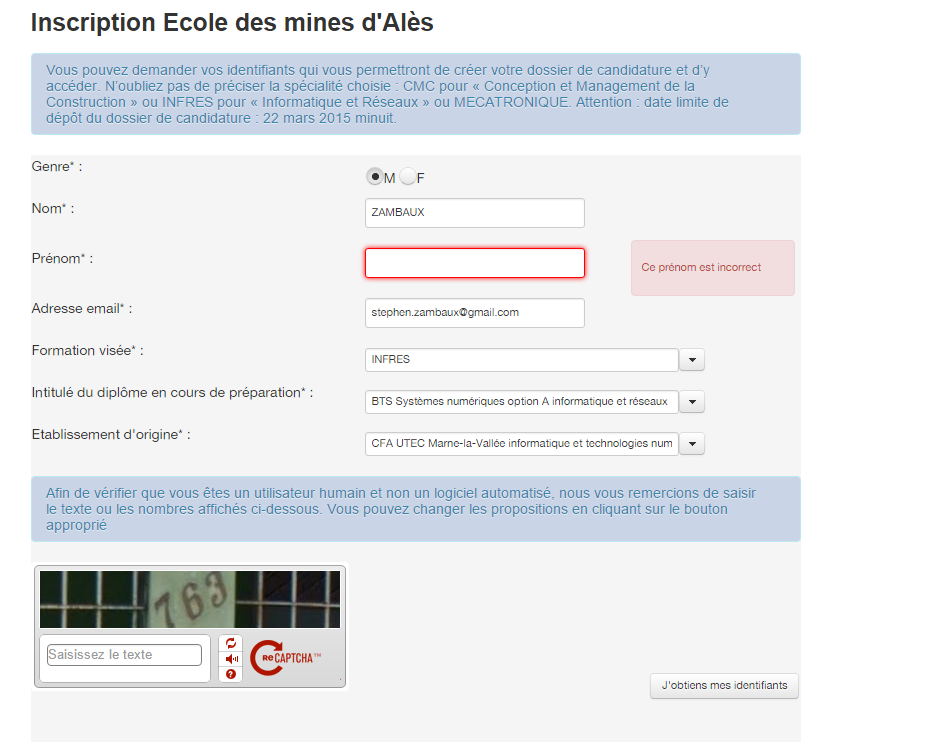 Inscription Ecole des mines d'Alès
Vous pouvez demander vos identifiants qui vous permettront de créer votre dossier de candidature et d'y
accéder. N'oubliez pas de préciser la spécialité choisie : CMC pour « Conception et Management de la
Construction » ou INFRES pour « Informatique et Réseaux » ou MECATRONIQUE. Attention : date limite de
dépôt du dossier de candidature : 22 mars 2015 minuit.
Genre* :
M F
Nom* :
ZAMBAUX
Prénom* :
Ce prénom est incorrect
Adresse email* :
stephen.zambaux@gmail.com
Formation visée* :
INFRES
Intitulé du diplôme en cours de préparation* :
BTS Systèmes numériques option A informatique et réseaux
Etablissement d'origine* :
CFA UTEC Marne-la-Vallée informatique et technologies num
Afin de vérifier que vous êtes un utilisateur humain et non un logiciel automatisé, nous vous remercions de saisir
le texte ou les nombres affichés ci-dessous. Vous pouvez changer les propositions en cliquant sur le bouton
approprié
763
Saisissez le texte
reCAPTCHA™
J'obtiens mes identifiants